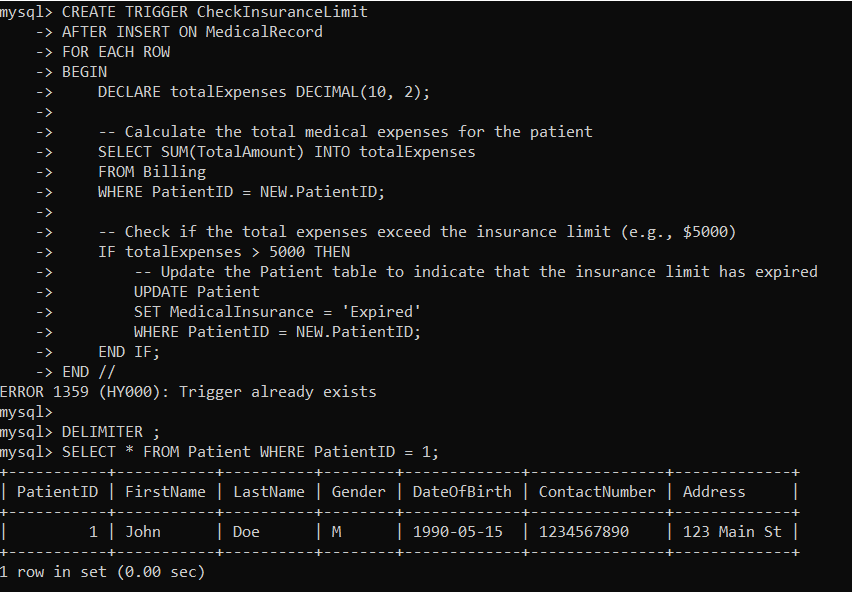 mysql> CREATE TRIGGER CheckInsuranceLimit
    -> AFTER INSERT ON MedicalRecord
    -> FOR EACH ROW
    -> BEGIN
    ->     DECLARE totalExpenses DECIMAL(10, 2);
    ->
    ->     -- Calculate the total medical expenses for the patient
    ->     SELECT SUM(TotalAmount) INTO totalExpenses
    ->     FROM Billing
    ->     WHERE PatientID = NEW.PatientID;
    ->
    ->     -- Check if the total expenses exceed the insurance limit (e.g., $5000)
    ->     IF totalExpenses > 5000 THEN
    ->         -- Update the Patient table to indicate that the insurance limit has expired
    ->         UPDATE Patient
    ->         SET MedicalInsurance = 'Expired'
    ->         WHERE PatientID = NEW.PatientID;
    ->     END IF;
    -> END //
ERROR 1359 (HY000): Trigger already exists
mysql>
mysql> DELIMITER ;
mysql> SELECT * FROM Patient WHERE PatientID = 1;
+-----------+-----------+----------+--------+-------------+---------------+-------------+
| PatientID | FirstName | LastName | Gender | DateOfBirth | ContactNumber | Address     |
+-----------+-----------+----------+--------+-------------+---------------+-------------+
|         1 | John      | Doe      | M      | 1990-05-15  | 1234567890    | 123 Main St |
+-----------+-----------+----------+--------+-------------+---------------+-------------+
1 row in set (0.00 sec)